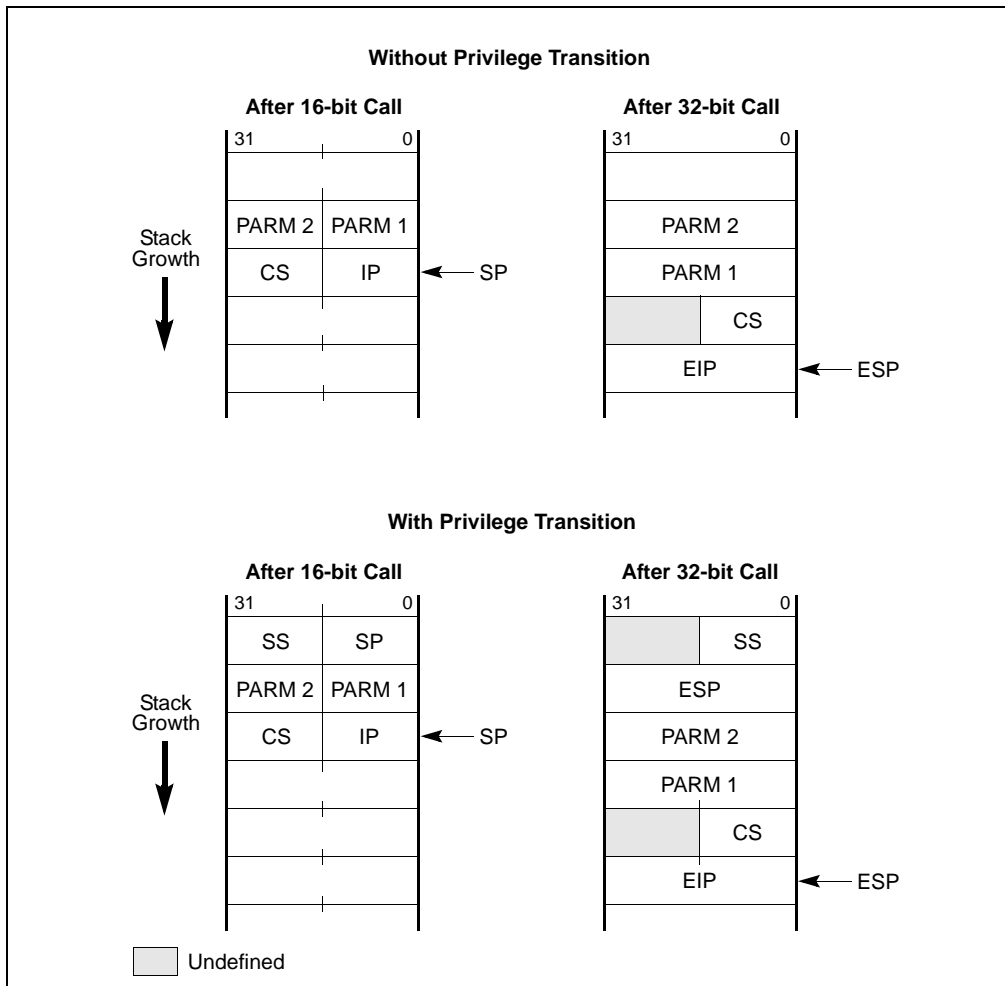 Without Privilege Transition
After 16-bit Call
After 32-bit Call
31 0
31 0
PARM 2 PARM 1
PARM 2
Stack
Growth
CS IP
SP
PARM 1
CS
EIP
ESP
With Privilege Transition
After 16-bit Call
After 32-bit Call
31 0
31 0
SS SP
SS
PARM 2 PARM 1
ESP
Stack
Growth
CS IP
SP
PARM 2
PARM 1
CS
EIP
ESP
Undefined